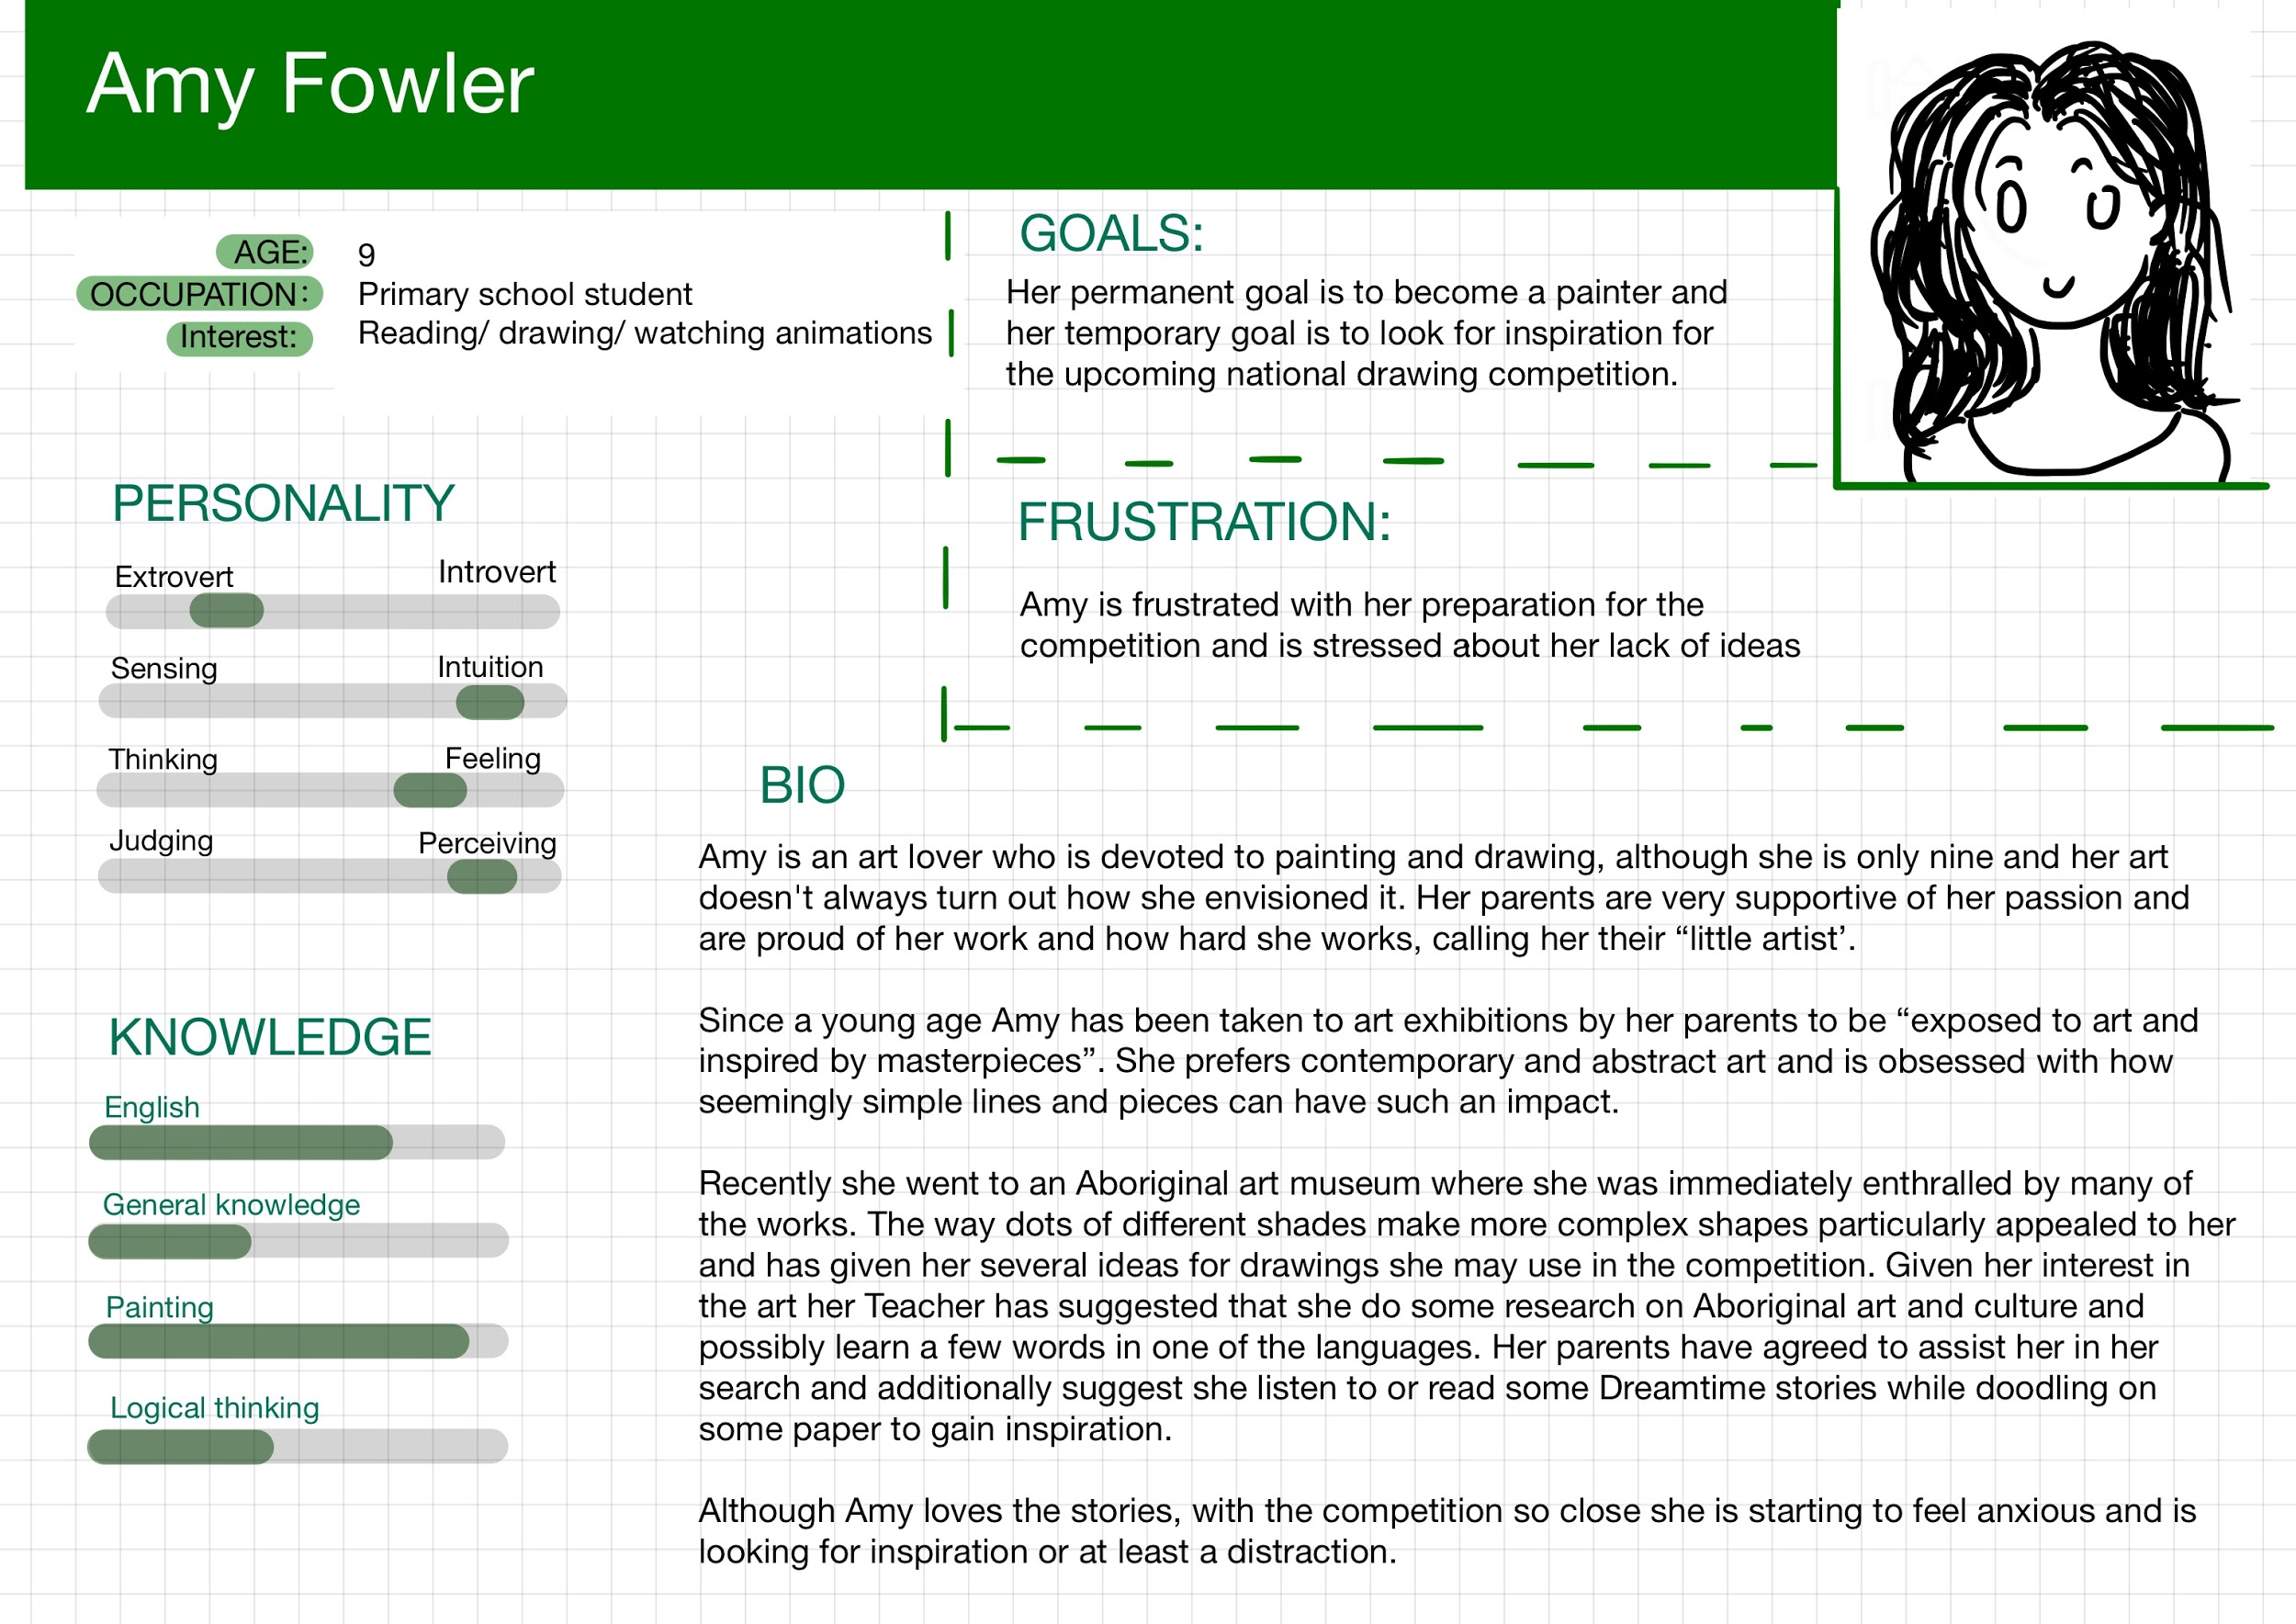 Amy Fowler
AGE: 9
OCCUPATION: Primary school student
Interest: Reading/ drawing/ watching animations
GOALS:
Her permanent goal is to become a painter and
her temporary goal is to look for inspiration for
the upcoming national drawing competition.
FRUSTRATION:
Amy is frustrated with her preparation for the
competition and is stressed about her lack of ideas
PERSONALITY
Extrovert Introvert
Sensing Intuition
Thinking Feeling
Judging Perceiving
KNOWLEDGE
English
General knowledge
Painting
Logical thinking
BIO
Amy is an art lover who is devoted to painting and drawing, although she is only nine and her art
doesn't always turn out how she envisioned it. Her parents are very supportive of her passion and
are proud of her work and how hard she works, calling her their “little artist’.
Since a young age Amy has been taken to art exhibitions by her parents to be “exposed to art and
inspired by masterpieces”. She prefers contemporary and abstract art and is obsessed with how
seemingly simple lines and pieces can have such an impact.
Recently she went to an Aboriginal art museum where she was immediately enthralled by many of
the works. The way dots of different shades make more complex shapes particularly appealed to her
and has given her several ideas for drawings she may use in the competition. Given her interest in
the art her Teacher has suggested that she do some research on Aboriginal art and culture and
possibly learn a few words in one of the languages. Her parents have agreed to assist her in her
search and additionally suggest she listen to or read some Dreamtime stories while doodling on
some paper to gain inspiration.
Although Amy loves the stories, with the competition so close she is starting to feel anxious and is
looking for inspiration or at least a distraction.